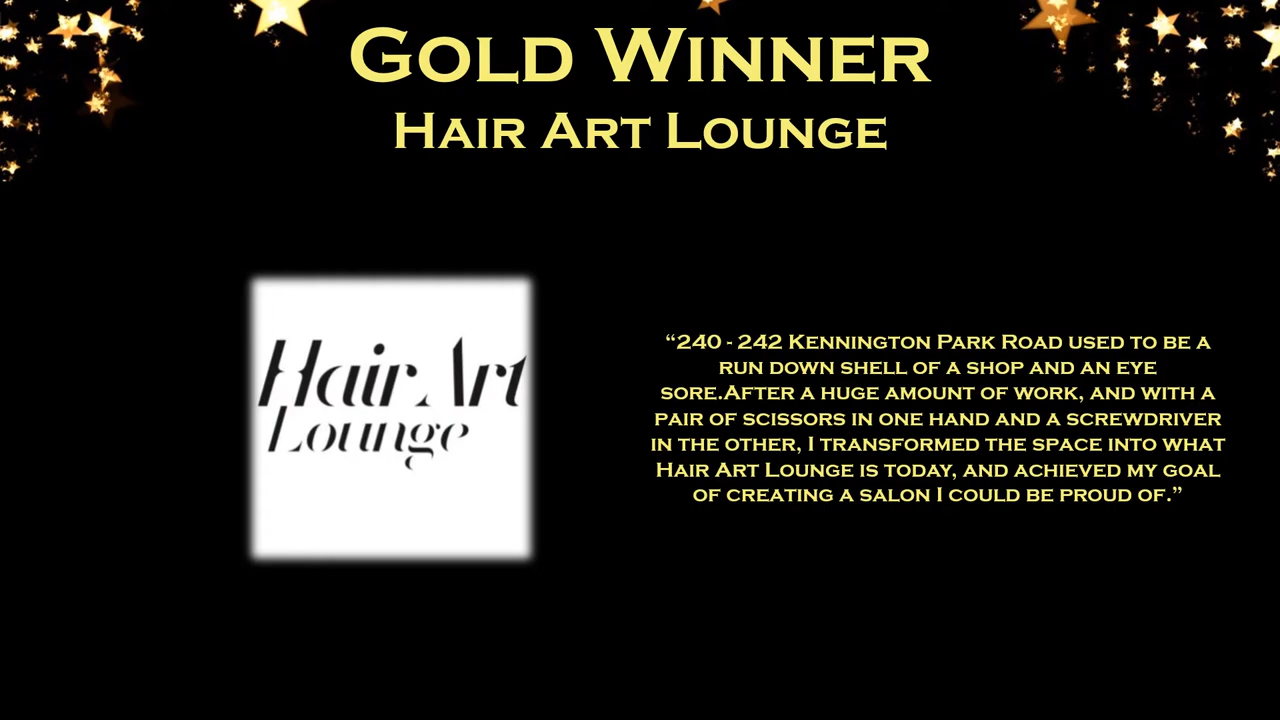 Gold Winner
Hair Art Lounge
Hair Art
Lounge
“240 - 242 Kennington Park Road used to be a
run down shell of a shop and an eye
sore.After a huge amount of work, and with a
pair of scissors in one hand and a screwdriver
in the other, I transformed the space into what
Hair Art Lounge is today, and achieved my goal
of creating a salon I could be proud of.”